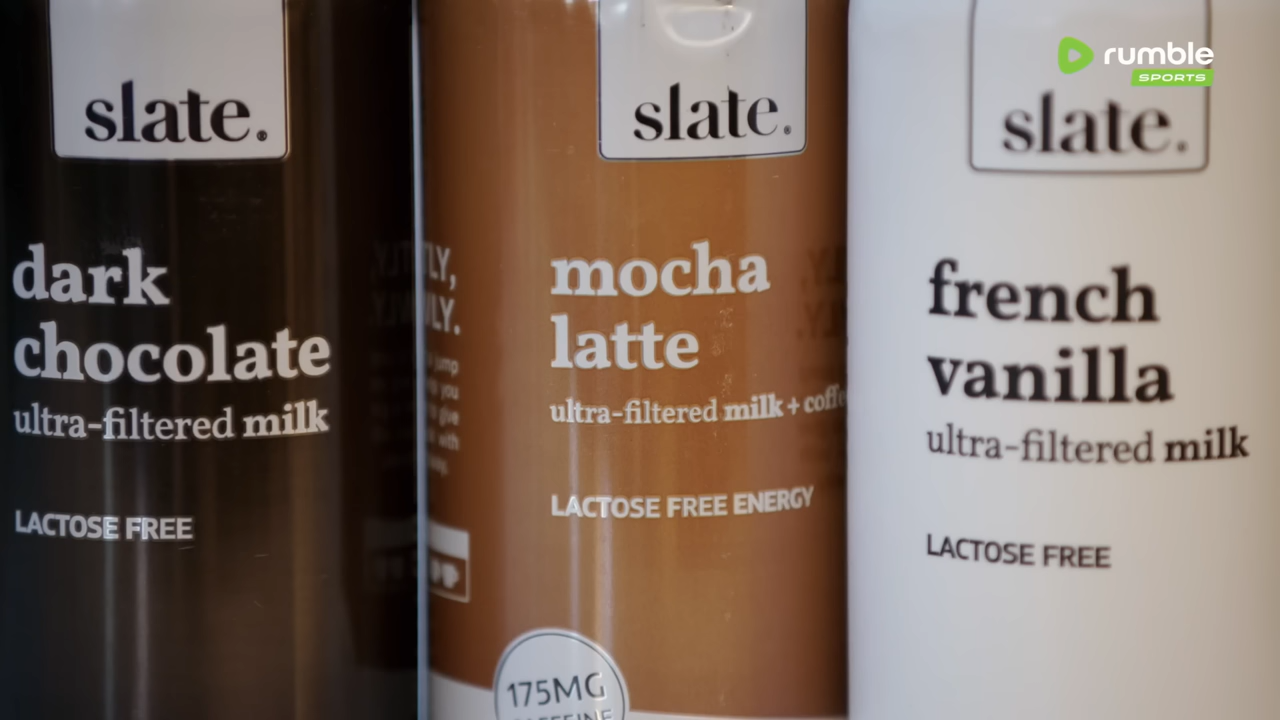 slate.
dark
chocolate
ultra-filtered milk
LACTOSE FREE
slate.
mocha
latte
ultra-filtered milk + coffe
LACTOSE FREE ENERGY
175MG
CAFFEINE
slate.
french
vanilla
ultra-filtered milk
LACTOSE FREE
rumble
SPORTS